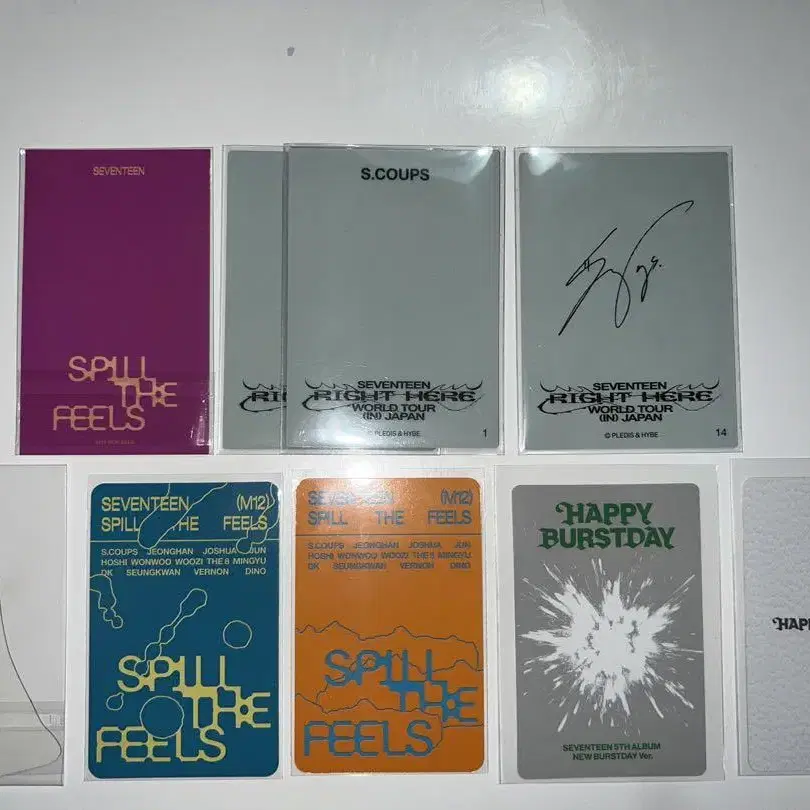 SEVENTEEN
SPILL
THE
FEELS
S.COUPS
SEVENTEEN
RIGHT HERE
WORLD TOUR
(IN) JAPAN
© PLEDIS & HYBE
1
SEVENTEEN
RIGHT HERE
WORLD TOUR
(IN) JAPAN
© PLEDIS & HYBE
14
SEVENTEEN (M12)
SPILL THE FEELS
S.COUPS JEONGHAN JOSHUA JUN
HOSHI WONWOO WOOZI THE 8 MINGYU
DK SEUNGKWAN VERNON DINO
SPILL
THE
FEELS
SEVENTEEN (M12)
SPILL THE FEELS
S.COUPS JEONGHAN JOSHUA JUN
HOSHI WONWOO WOOZI THE 8 MINGYU
DK SEUNGKWAN VERNON DINO
SPILL
THE
FEELS
HAPPY
BURSTDAY
SEVENTEEN 5TH ALBUM
NEW BURSTDAY Ver.